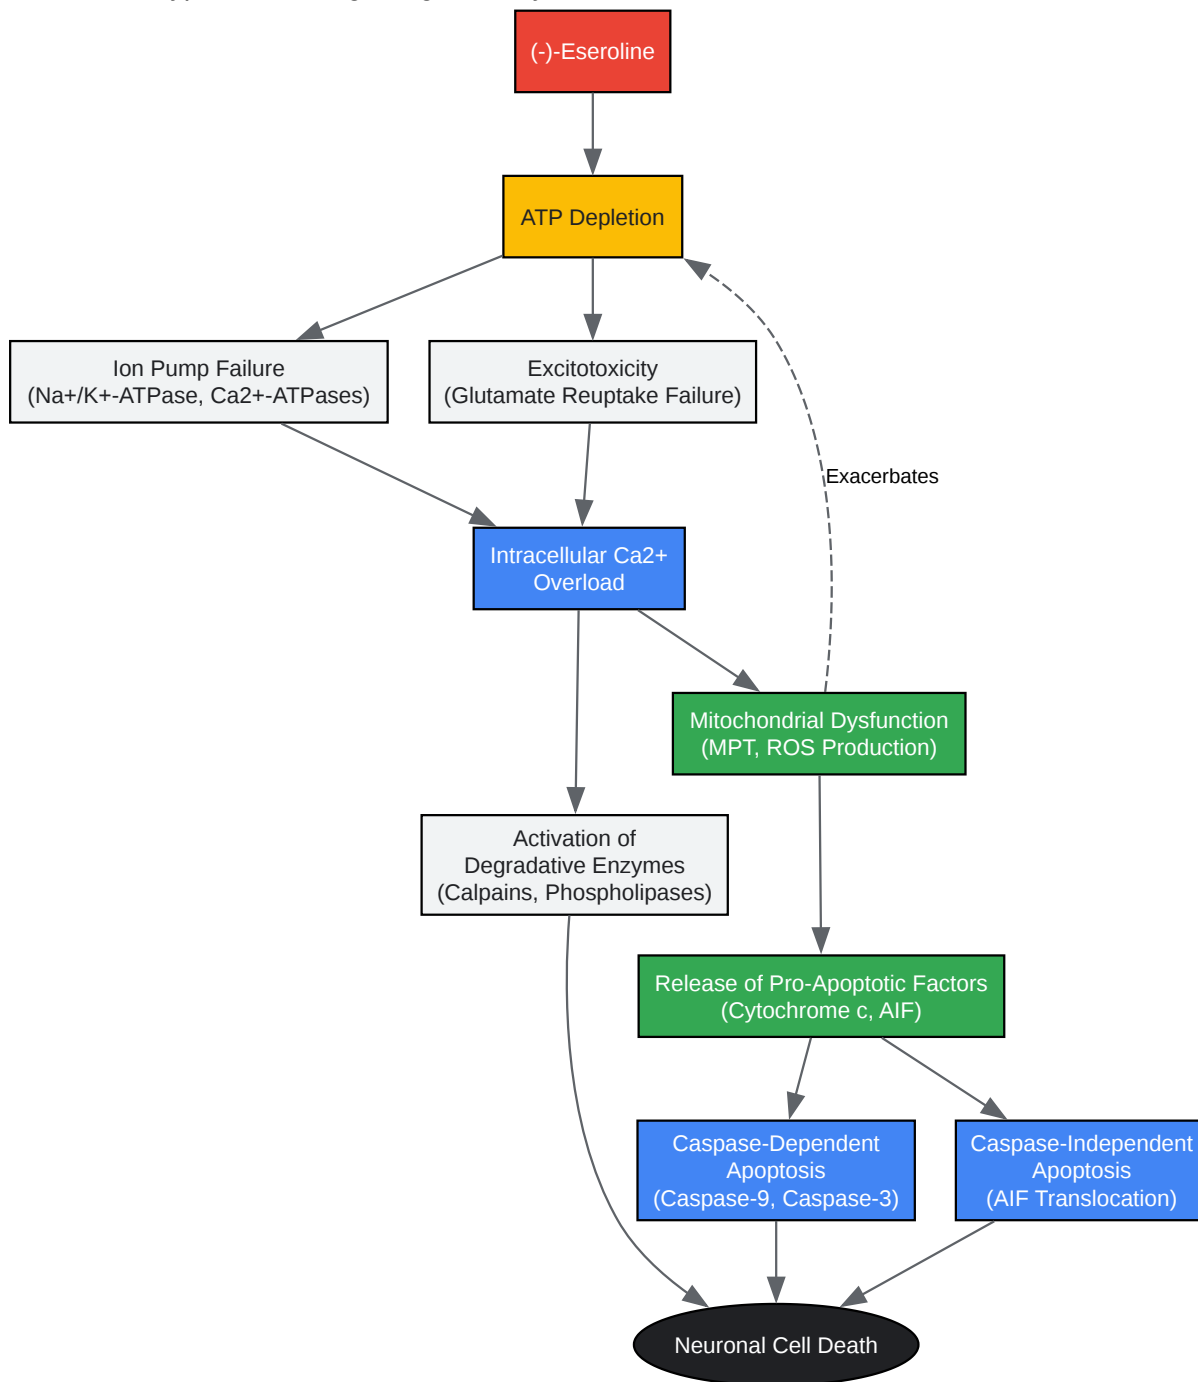 (-)-Eseroline
ATP Depletion
Ion Pump Failure
(Na+/K+-ATPase, Ca2+-ATPases)
Excitotoxicity
(Glutamate Reuptake Failure)
Exacerbates
Intracellular Ca2+
Overload
Mitochondrial Dysfunction
(MPT, ROS Production)
Activation of
Degradative Enzymes
(Calpains, Phospholipases)
Release of Pro-Apoptotic Factors
(Cytochrome c, AIF)
Caspase-Dependent
Apoptosis
(Caspase-9, Caspase-3)
Caspase-Independent
Apoptosis
(AIF Translocation)
Neuronal Cell Death